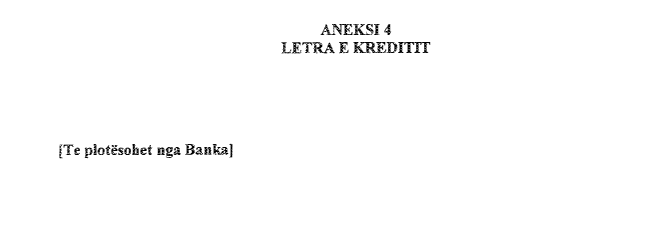 ANEKSI 4
LETRA E KREDITIT
[Te plotësohet nga Banka]